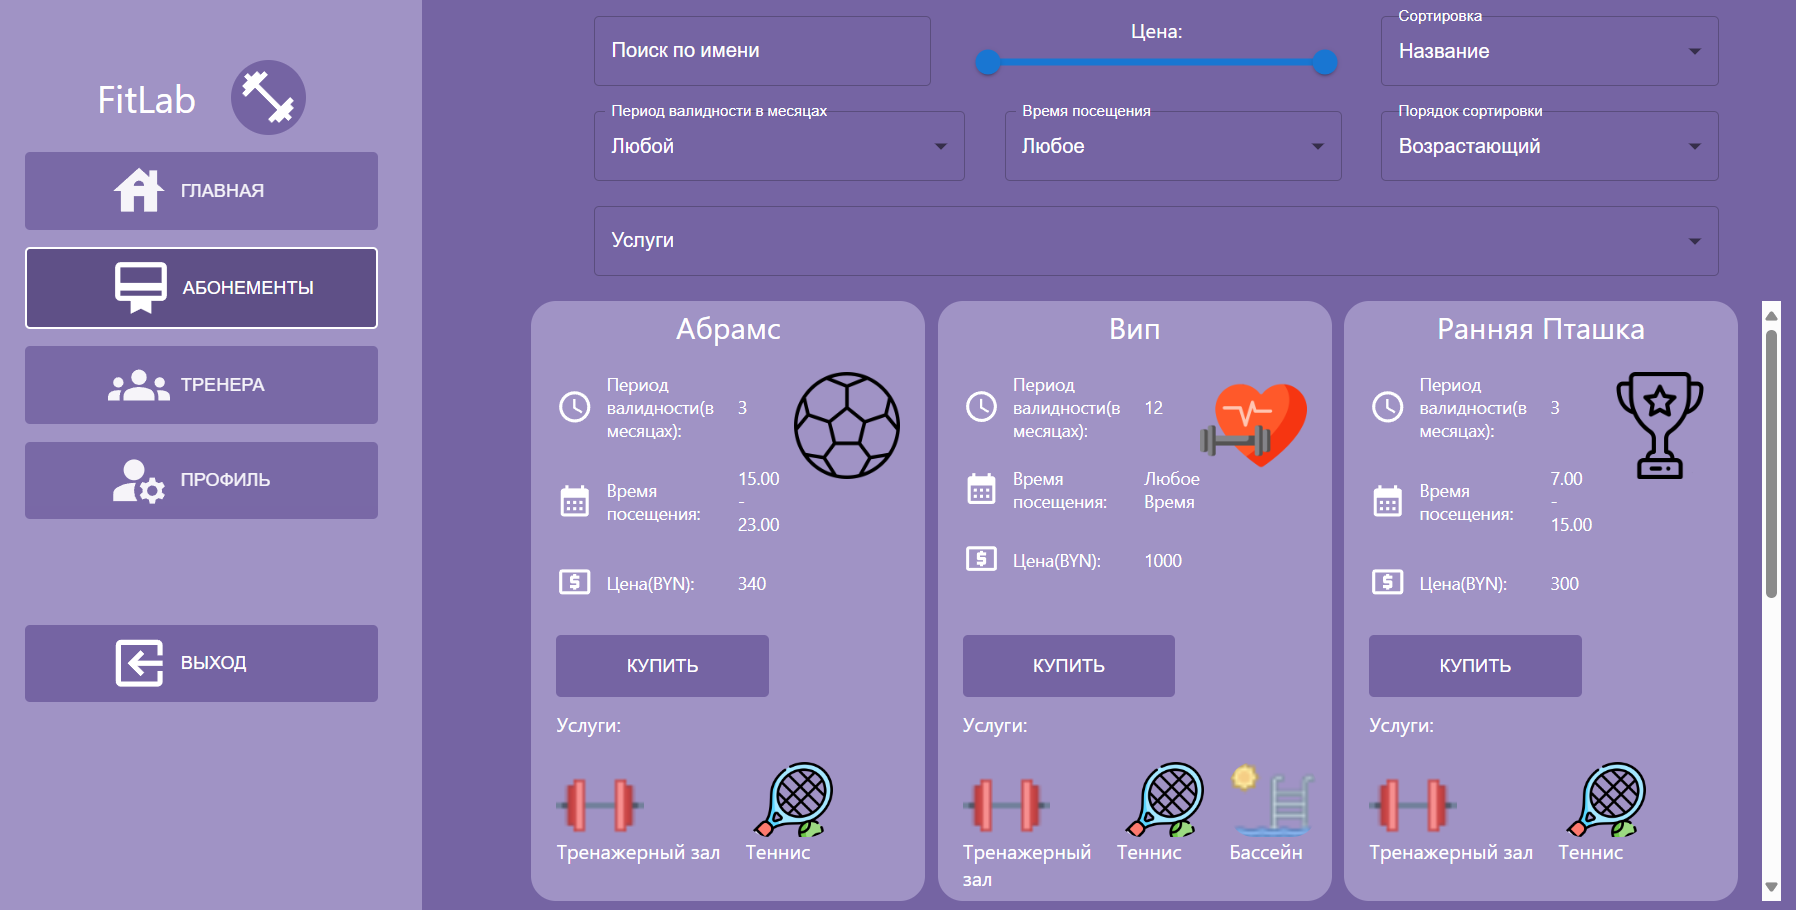 FitLab
ГЛАВНАЯ
АБОНЕМЕНТЫ
ТРЕНЕРА
ПРОФИЛЬ
ВЫХОД
Поиск по имени
Цена:
Сортировка
Название
Период валидности в месяцах
Любой
Время посещения
Любое
Порядок сортировки
Возрастающий
Услуги
Абрамс
Период
валидности(в
месяцах):
3
Время
посещения:
15.00
-
23.00
Цена(BYN):
340
КУПИТЬ
Услуги:
Тренажерный зал
Теннис
Вип
Период
валидности(в
месяцах):
12
Время
посещения:
Любое
Время
Цена(BYN):
1000
КУПИТЬ
Услуги:
Тренажерный
зал
Теннис
Бассейн
Ранняя Пташка
Период
валидности(в
месяцах):
3
Время
посещения:
7.00
-
15.00
Цена(BYN):
300
КУПИТЬ
Услуги:
Тренажерный зал
Теннис